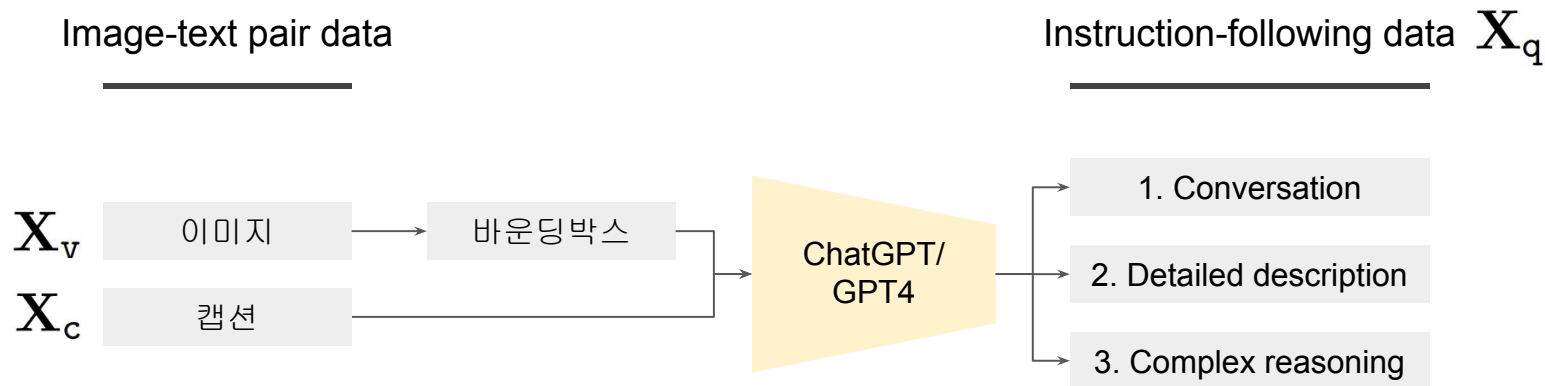 Image-text pair data
Instruction-following data X_q
X_v 이미지
바운딩박스
X_c 캡션
ChatGPT/
GPT4
1. Conversation
2. Detailed description
3. Complex reasoning